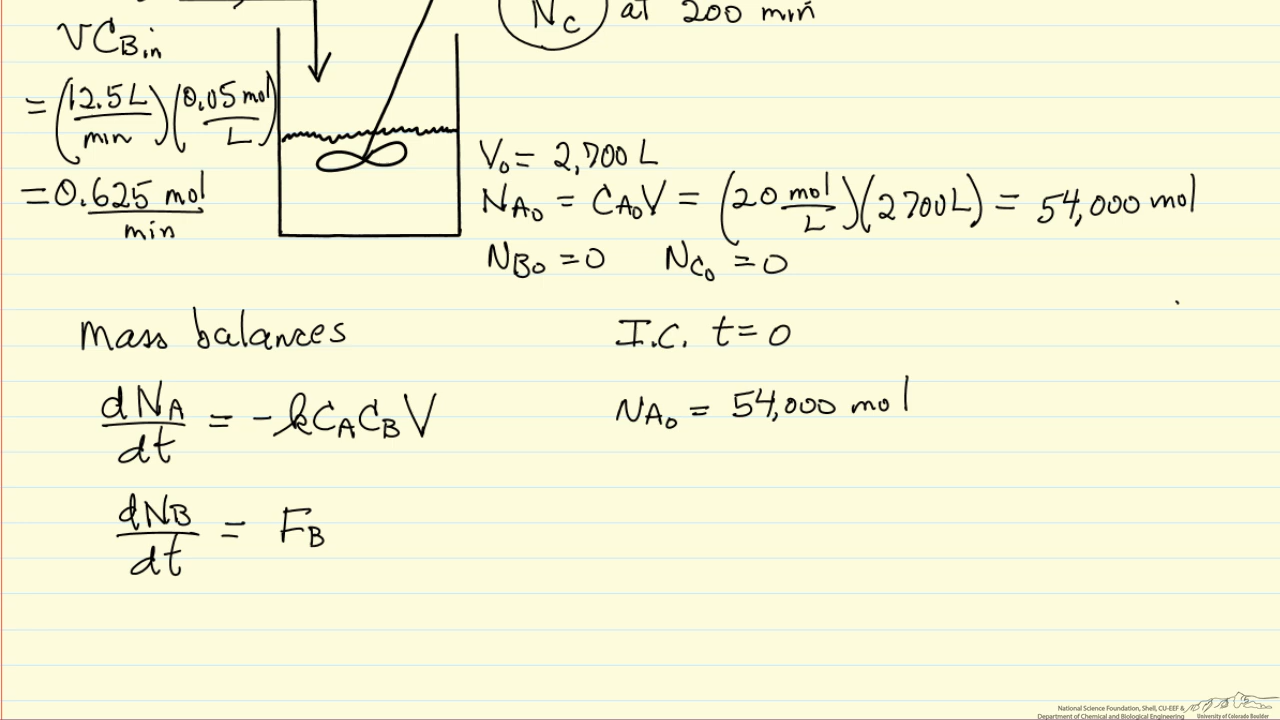 N_C at 200 min
vC_B in
= (12.5 L / min)(0.05 mol / L)
= 0.625 mol / min
V₀ = 2,700 L
N_A₀ = C_A₀V = (20 mol / L)(2700L) = 54,000 mol
N_B₀ = 0 N_C₀ = 0
Mass balances I.C. t=0
dN_A / dt = -kC_AC_BV N_A₀ = 54,000 mol
dN_B / dt = F_B
National Science Foundation, Shell, CU-EEF &
Department of Chemical and Biological Engineering University of Colorado Boulder